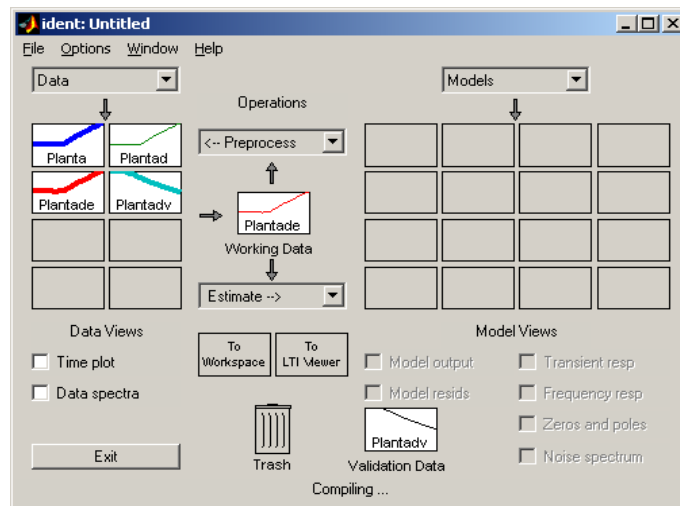 ident: Untitled
File Options Window Help
Data
Models
Operations
Planta Plantad
<-- Preprocess
Plantade Plantadv
Plantade
Working Data
Estimate -->
Data Views
Model Views
Time plot
Data spectra
To Workspace
To LTI Viewer
Model output
Transient resp
Model resids
Frequency resp
Zeros and poles
Noise spectrum
Exit
Trash
Plantadv
Validation Data
Compiling ...